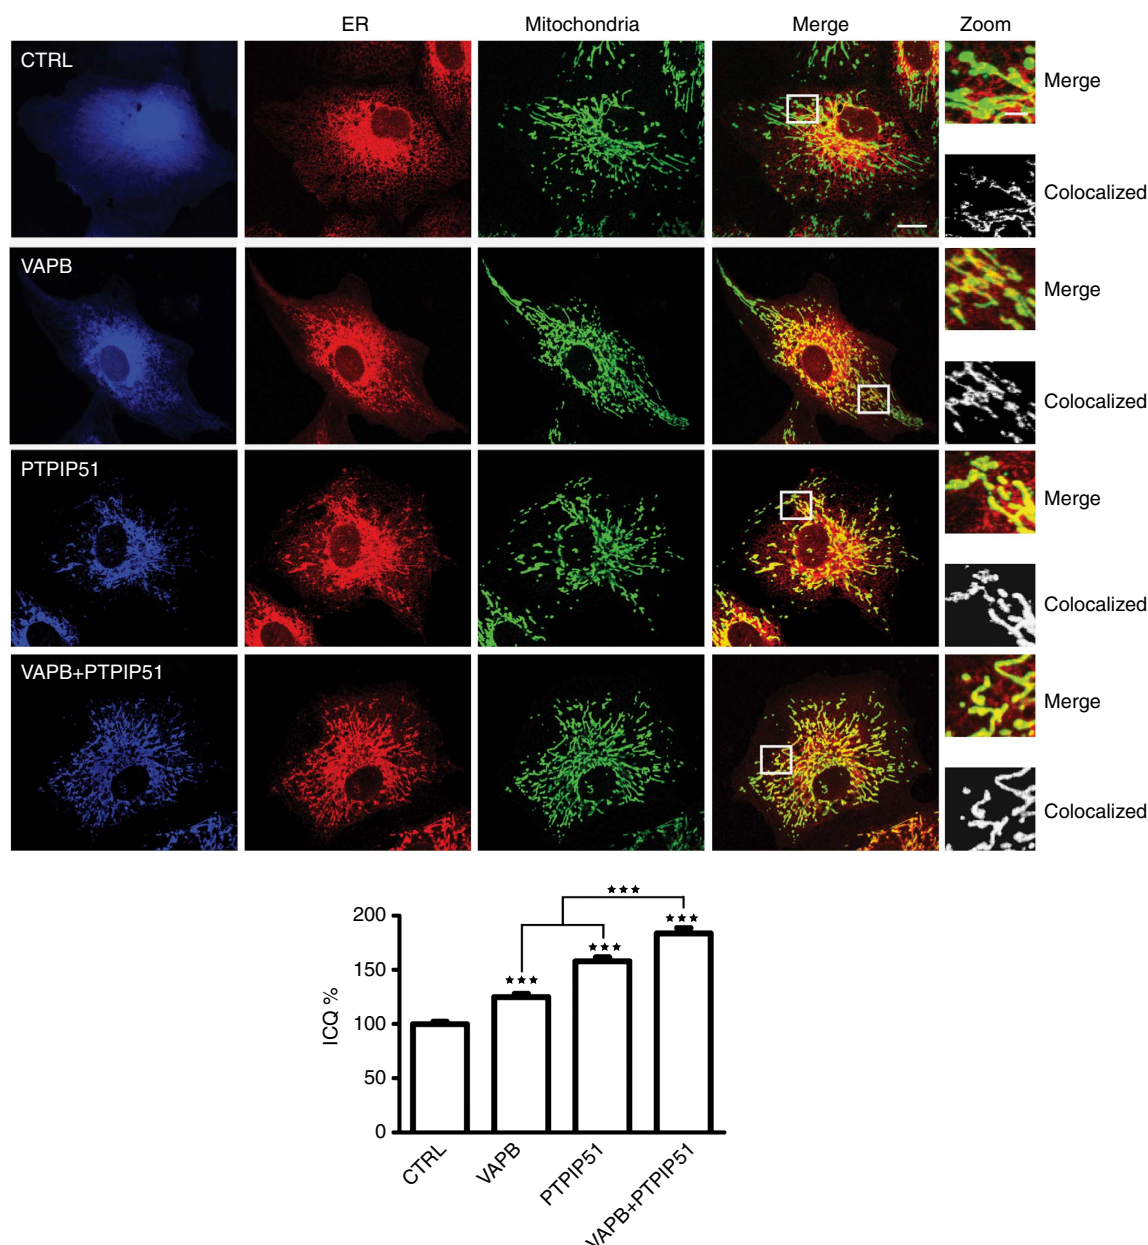 ER Mitochondria Merge Zoom
CTRL
Merge
Colocalized
VAPB
Merge
Colocalized
PTPIP51
Merge
Colocalized
VAPB+PTPIP51
Merge
Colocalized
★★★
200
★★★
★★★
150
★★★
ICQ %
100
50
0
CTRL
VAPB
PTPIP51
VAPB+PTPIP51